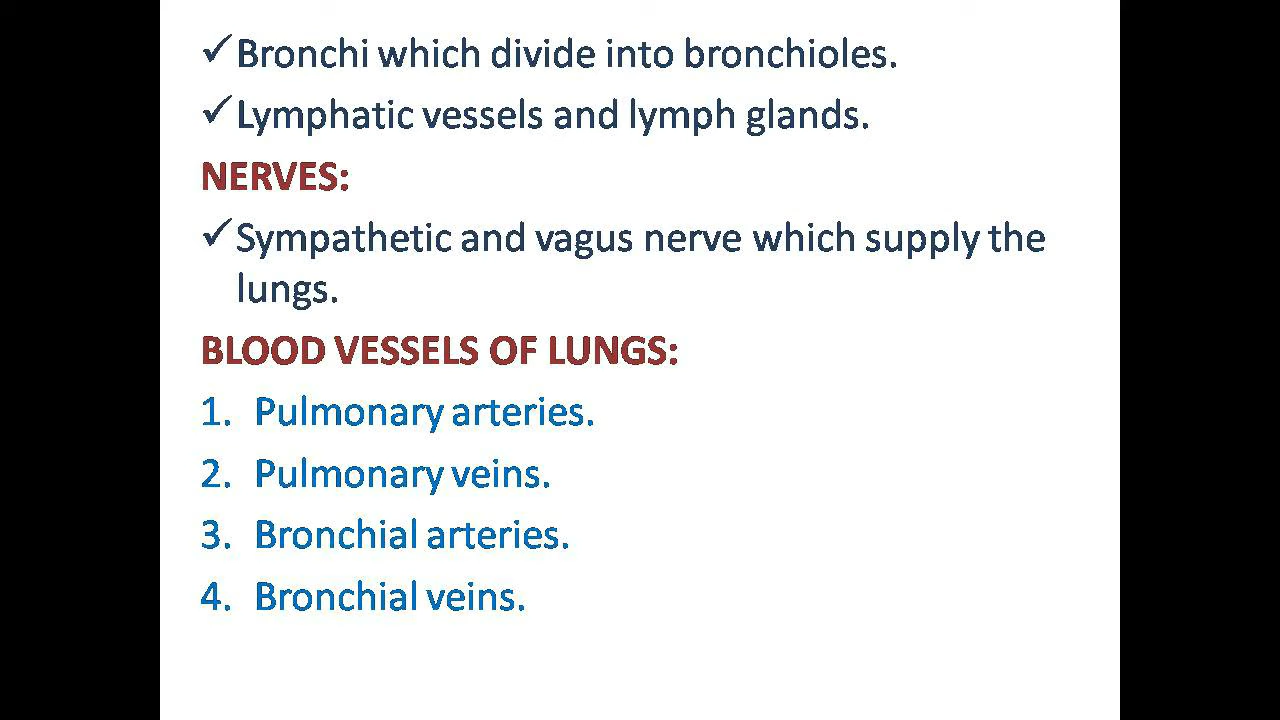 ✓Bronchi which divide into bronchioles.
✓Lymphatic vessels and lymph glands.
NERVES:
✓Sympathetic and vagus nerve which supply the
lungs.
BLOOD VESSELS OF LUNGS:
1. Pulmonary arteries.
2. Pulmonary veins.
3. Bronchial arteries.
4. Bronchial veins.